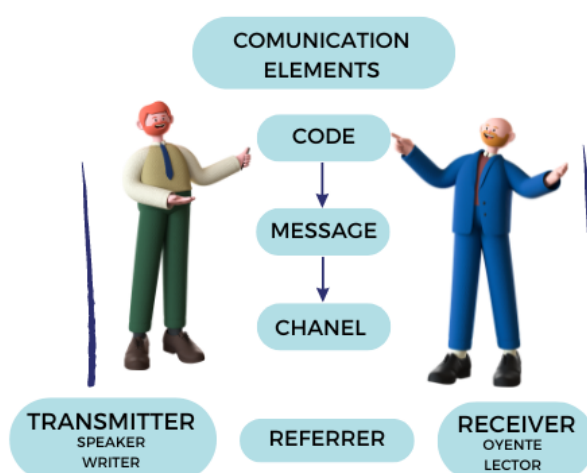 COMUNICATION
ELEMENTS
CODE
MESSAGE
CHANEL
TRANSMITTER
SPEAKER
WRITER
REFERRER
RECEIVER
OYENTE
LECTOR